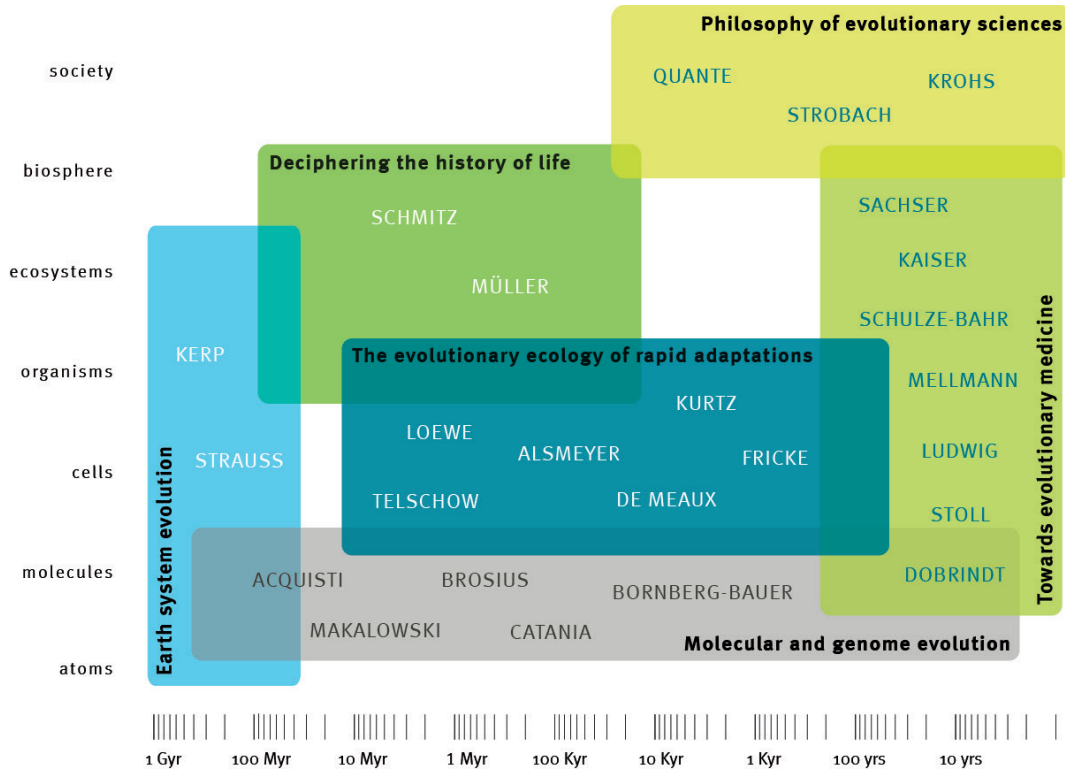 Philosophy of evolutionary sciences
society
QUANTE
KROHS
STROBACH
Deciphering the history of life
biosphere
SCHMITZ
SACHSER
ecosystems
KAISER
MÜLLER
SCHULZE-BAHR
KERP
The evolutionary ecology of rapid adaptations
organisms
MELLMANN
KURTZ
LOEWE
ALSMEYER
FRICKE
LUDWIG
STRAUSS
cells
TELSCHOW
DE MEAUX
STOLL
Earth system evolution
Towards evolutionary medicine
molecules
ACQUISTI
BROSIUS
BORNBERG-BAUER
DOBRINDT
MAKALOWSKI
CATANIA
Molecular and genome evolution
atoms
1 Gyr 100 Myr 10 Myr 1 Myr 100 Kyr 10 Kyr 1 Kyr 100 yrs 10 yrs